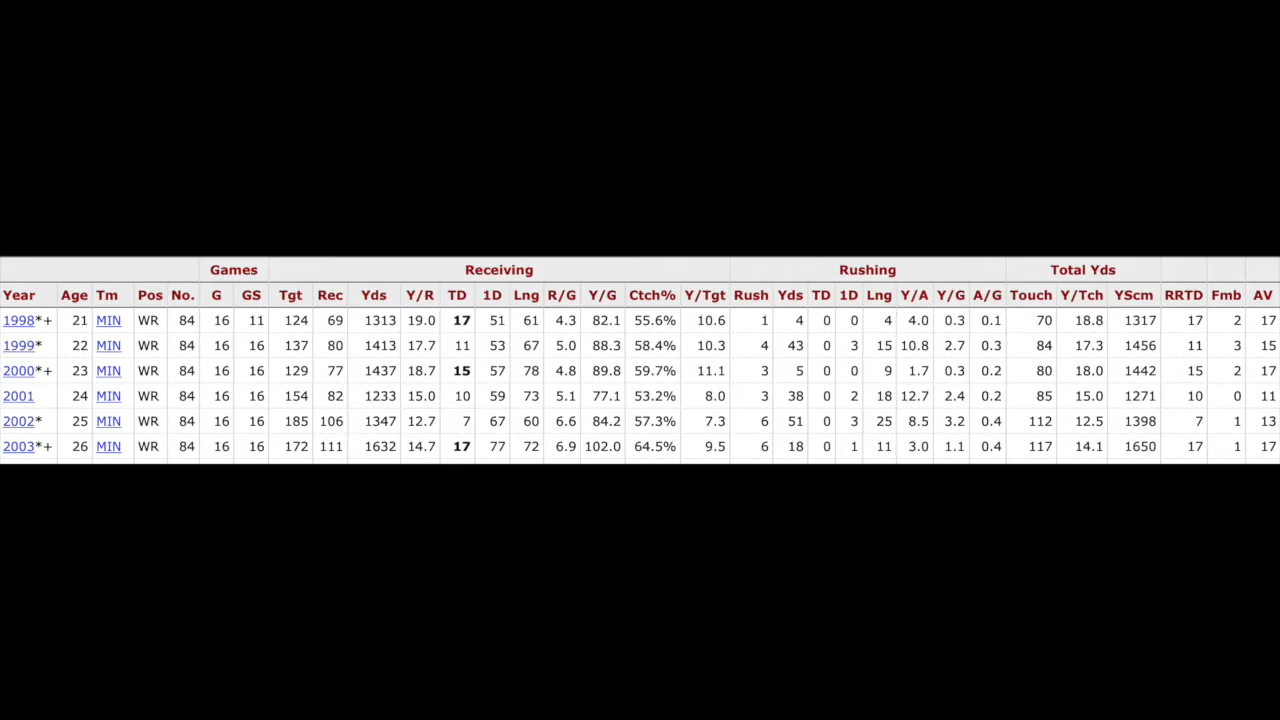 Games Receiving Rushing Total Yds
Year Age Tm Pos No. G GS Tgt Rec Yds Y/R TD 1D Lng R/G Y/G Ctch% Y/Tgt Rush Yds TD 1D Lng Y/A Y/G A/G Touch Y/Tch YScm RRTD Fmb AV
1998*+ 21 MIN WR 84 16 11 124 69 1313 19.0 17 51 61 4.3 82.1 55.6% 10.6 1 4 0 0 4 4.0 0.3 0.1 70 18.8 1317 17 2 17
1999* 22 MIN WR 84 16 16 137 80 1413 17.7 11 53 67 5.0 88.3 58.4% 10.3 4 43 0 3 15 10.8 2.7 0.3 84 17.3 1456 11 3 15
2000*+ 23 MIN WR 84 16 16 129 77 1437 18.7 15 57 78 4.8 89.8 59.7% 11.1 3 5 0 0 9 1.7 0.3 0.2 80 18.0 1442 15 2 17
2001 24 MIN WR 84 16 16 154 82 1233 15.0 10 59 73 5.1 77.1 53.2% 8.0 3 38 0 2 18 12.7 2.4 0.2 85 15.0 1271 10 0 11
2002* 25 MIN WR 84 16 16 185 106 1347 12.7 7 67 60 6.6 84.2 57.3% 7.3 6 51 0 3 25 8.5 3.2 0.4 112 12.5 1398 7 1 13
2003*+ 26 MIN WR 84 16 16 172 111 1632 14.7 17 77 72 6.9 102.0 64.5% 9.5 6 18 0 1 11 3.0 1.1 0.4 117 14.1 1650 17 1 17